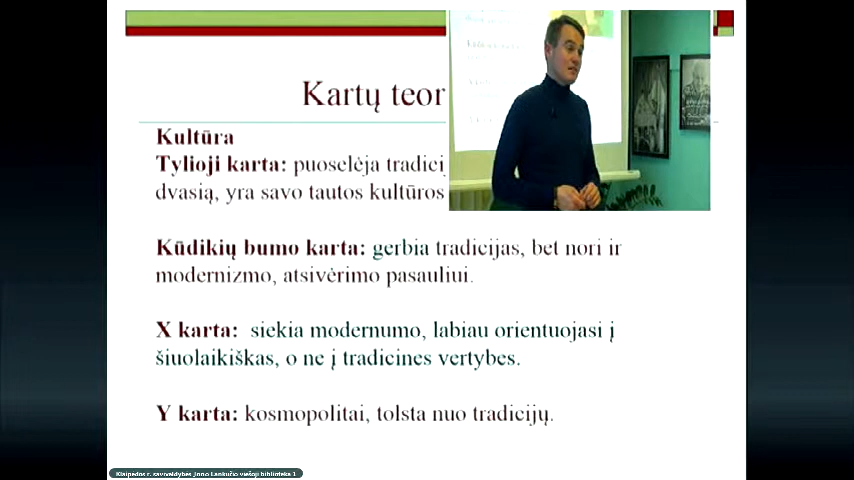 Kartų teor
Kultūra
Tylioji karta: puoselėja tradicij
dvasią, yra savo tautos kultūros
Kūdikių bumo karta: gerbia tradicijas, bet nori ir
modernizmo, atsivėrimo pasauliui.
X karta: siekia modernumo, labiau orientuojasi į
šiuolaikiškas, o ne į tradicines vertybes.
Y karta: kosmopolitai, tolsta nuo tradicijų.
Klaipėdos r. savivaldybės Jono Lankučio viešoji biblioteka 1